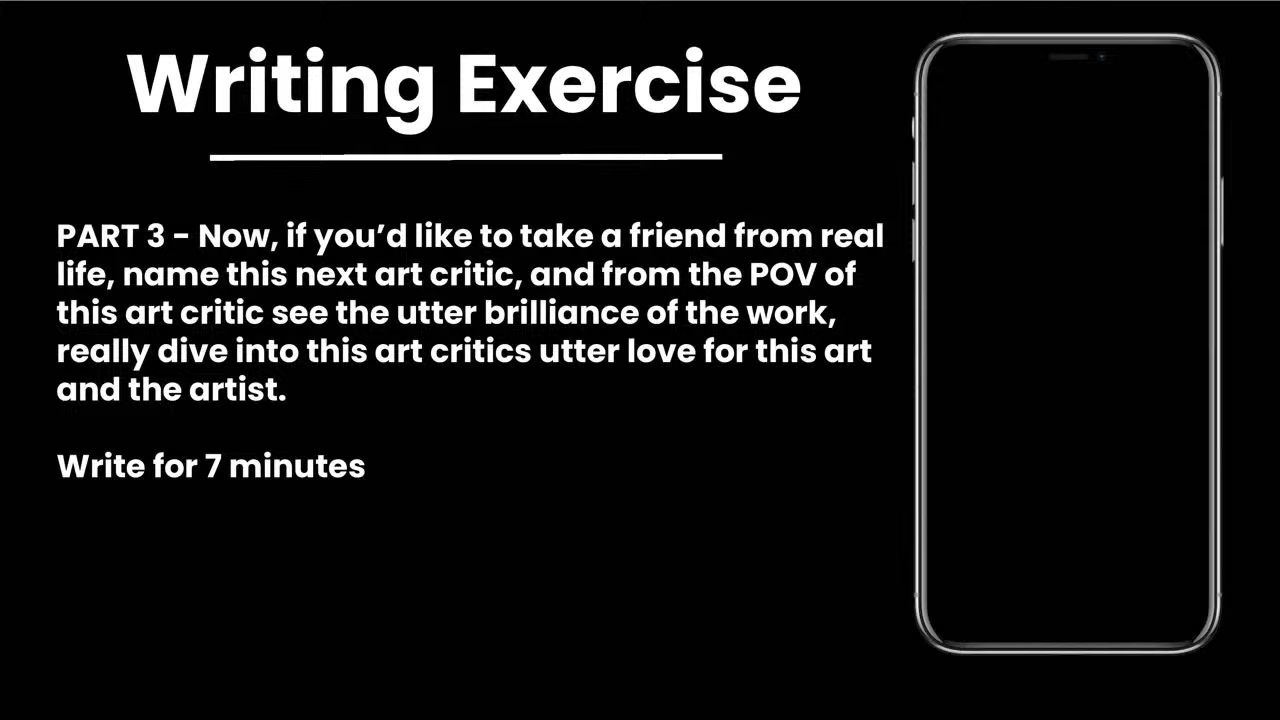 Writing Exercise
PART 3 - Now, if you’d like to take a friend from real
life, name this next art critic, and from the POV of
this art critic see the utter brilliance of the work,
really dive into this art critics utter love for this art
and the artist.
Write for 7 minutes